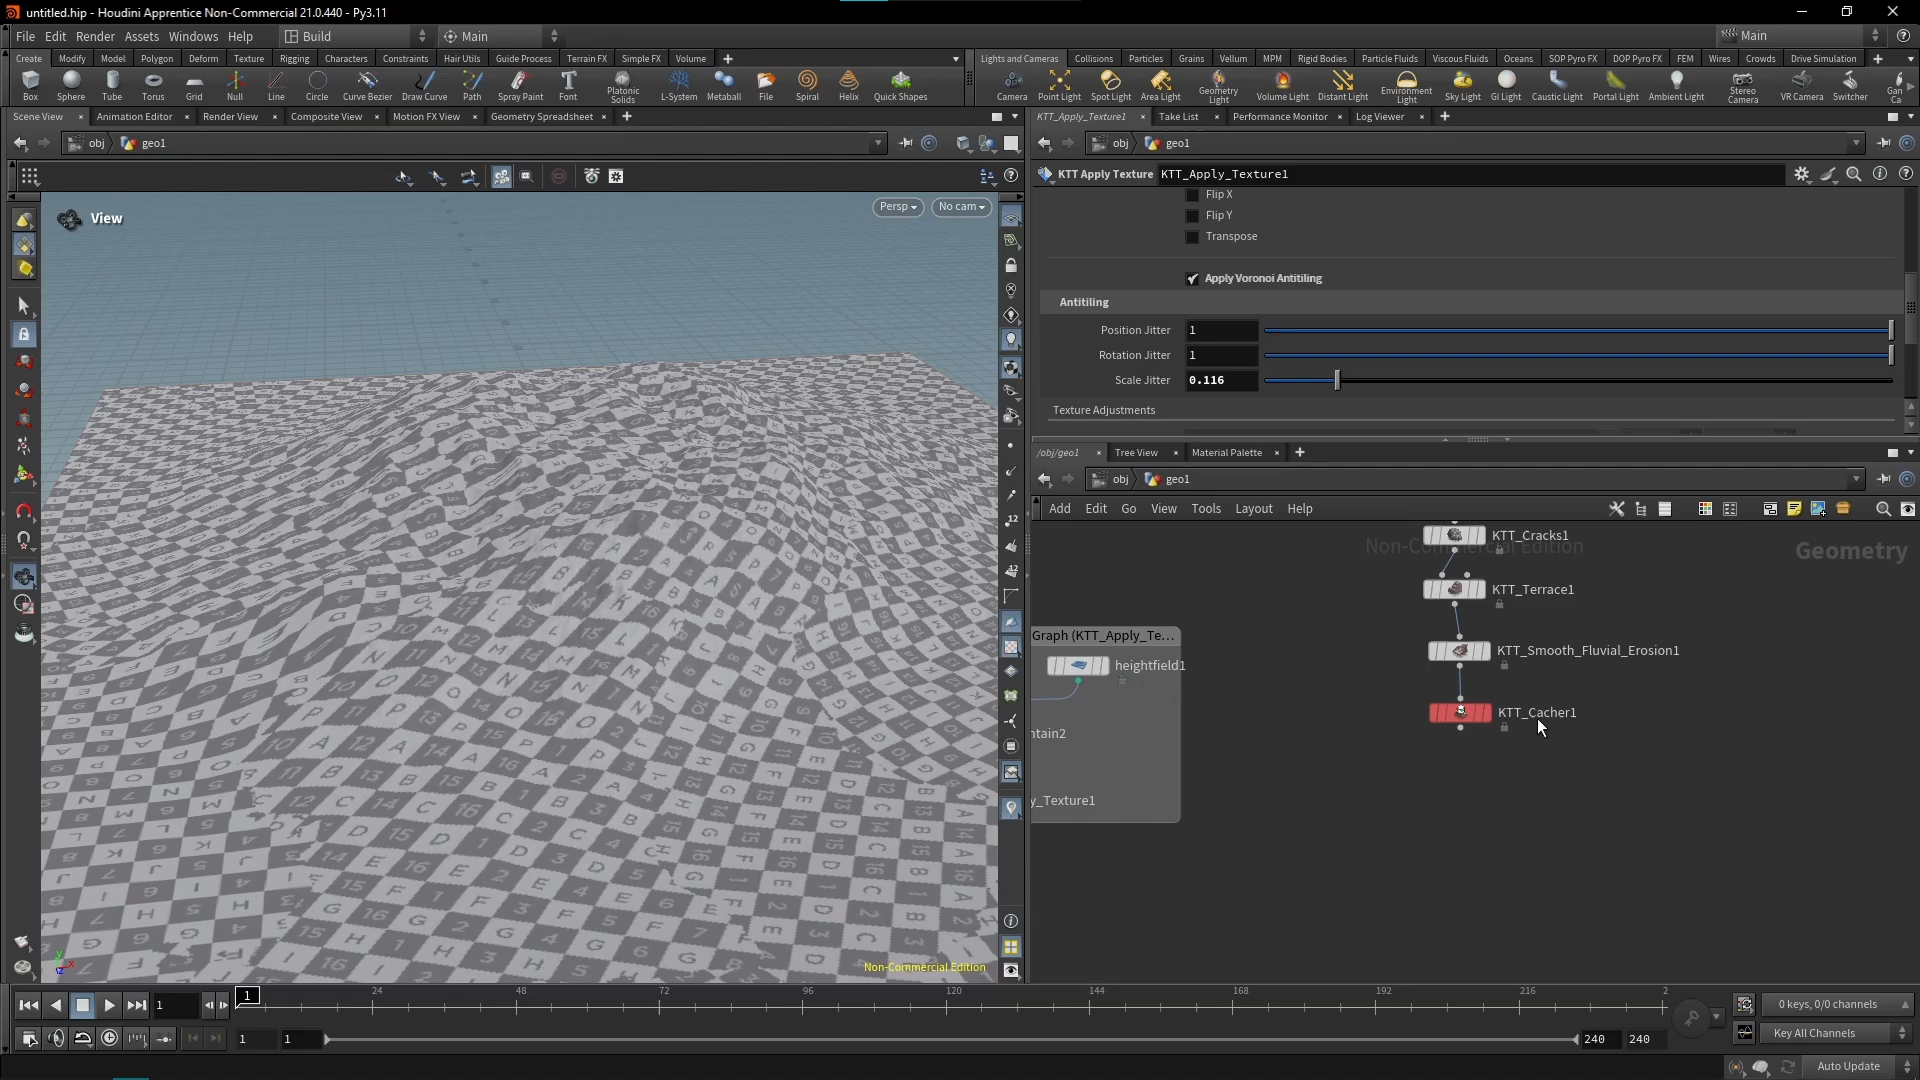 untitled.hip - Houdini Apprentice Non-Commercial 21.0.440 - Py3.11
File Edit Render Assets Windows Help Build Main Main
Create Modify Model Polygon Deform Texture Rigging Characters Constraints Hair Utils Guide Process Terrain FX Simple FX Volume
Lights and Cameras Collisions Particles Grains Vellum MPM Rigid Bodies Particle Fluids Viscous Fluids Oceans SOP Pyro FX DOP Pyro FX FEM Wires Crowds Drive Simulation
Box Sphere Tube Torus Grid Null Line Circle Curve Bezier Draw Curve Path Spray Paint Font Platonic Solids L-System Metaball File Spiral Helix Quick Shapes
Camera Point Light Spot Light Area Light Geometry Light Volume Light Distant Light Environment Light Sky Light GI Light Caustic Light Portal Light Ambient Light Stereo Camera VR Camera Switcher Gan Ca
Scene View Animation Editor Render View Composite View Motion FX View Geometry Spreadsheet
KTT_Apply_Texture1 Take List Performance Monitor Log Viewer
obj geo1
obj geo1
KTT Apply Texture KTT_Apply_Texture1
View
Persp No cam
Flip X
Flip Y
Transpose
Apply Voronoi Antitiling
Antitiling
Position Jitter 1
Rotation Jitter 1
Scale Jitter 0.116
Texture Adjustments
/obj/geo1 Tree View Material Palette
obj geo1
Add Edit Go View Tools Layout Help
Non-Commercial Edition
Geometry
KTT_Cracks1
KTT_Terrace1
Graph (KTT_Apply_Te...
heightfield1
KTT_Smooth_Fluvial_Erosion1
KTT_Cacher1
ntain2
y_Texture1
Non-Commercial Edition
1 1 24 48 72 96 120 144 168 192 216 2
0 keys, 0/0 channels
1 1 240 240
Key All Channels
Auto Update